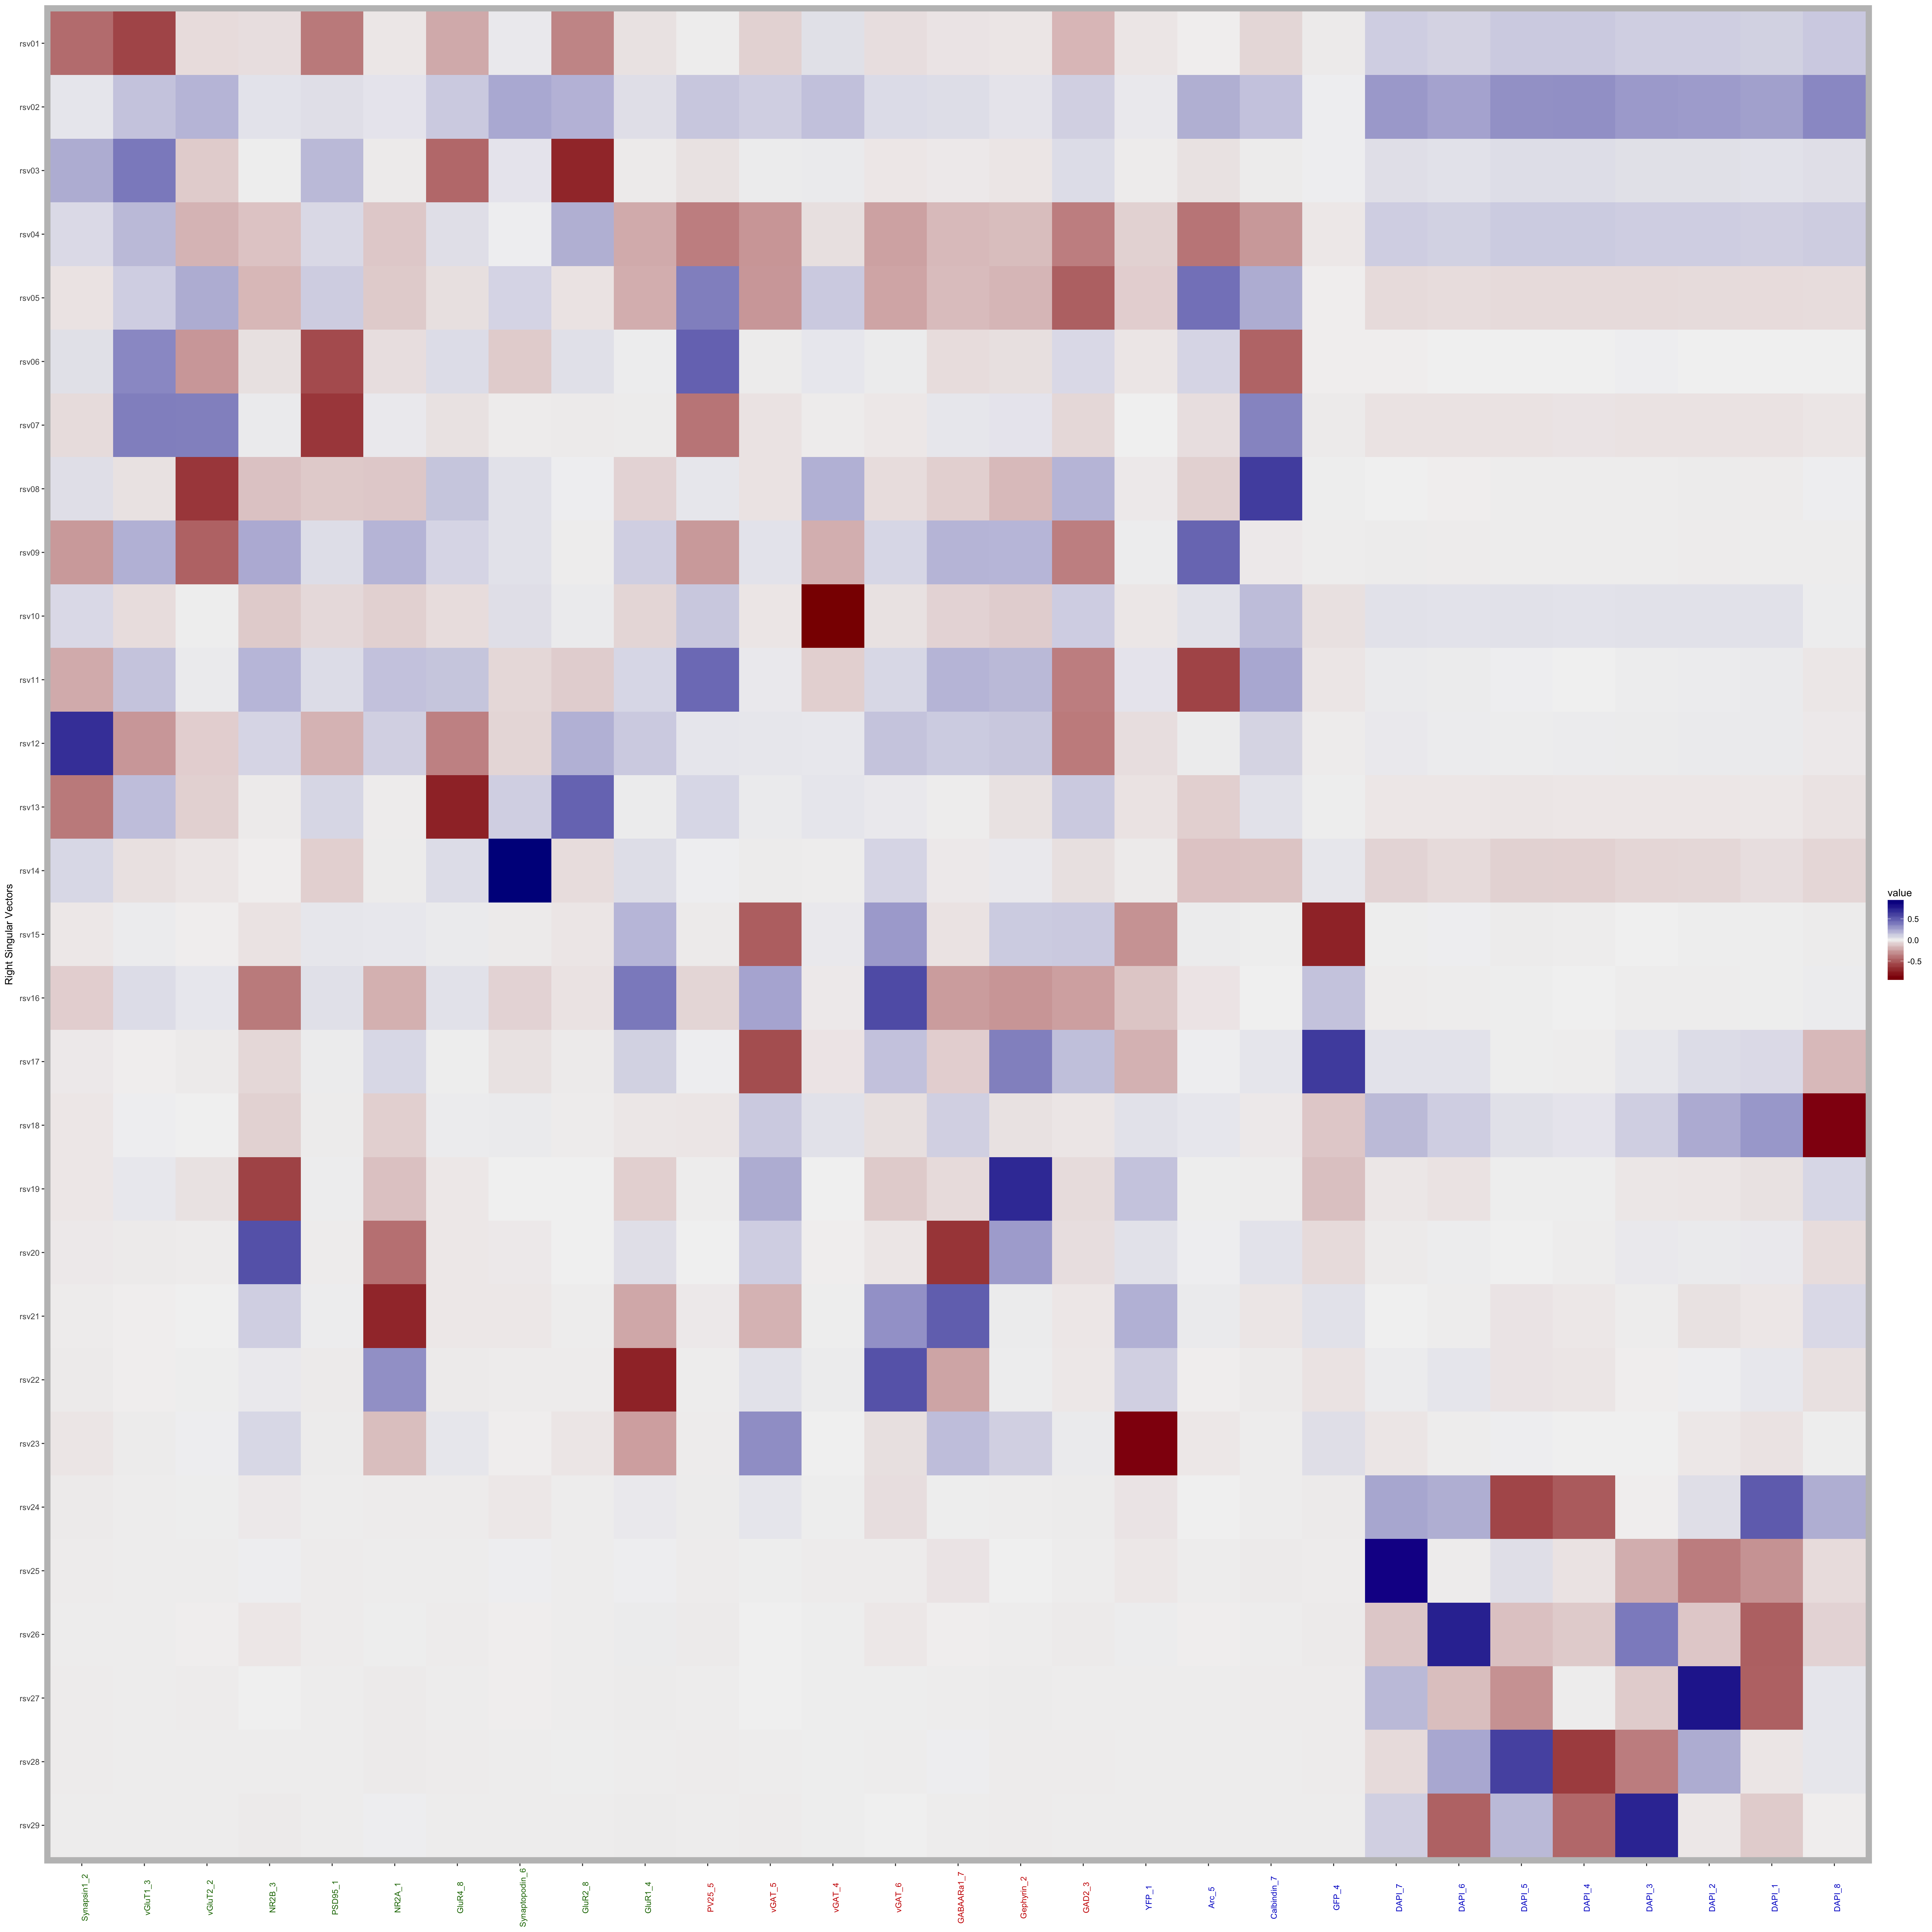 rsv01
rsv02
rsv03
rsv04
rsv05
rsv06
rsv07
rsv08
rsv09
rsv10
rsv11
rsv12
rsv13
rsv14
rsv15
rsv16
rsv17
rsv18
rsv19
rsv20
rsv21
rsv22
rsv23
rsv24
rsv25
rsv26
rsv27
rsv28
rsv29
Right Singular Vectors
Synapsin1_2
vGluT1_3
vGluT2_2
NR2B_3
PSD95_1
NR2A_1
GluR4_8
Synaptopodin_6
GluR2_8
GluR1_4
PV25_5
vGAT_5
vGAT_4
vGAT_6
GABAARa1_7
Gephyrin_2
GAD2_3
YFP_1
Arc_5
Calbindin_7
GFP_4
DAPI_7
DAPI_6
DAPI_5
DAPI_4
DAPI_3
DAPI_2
DAPI_1
DAPI_8
value
0.5
0.0
-0.5